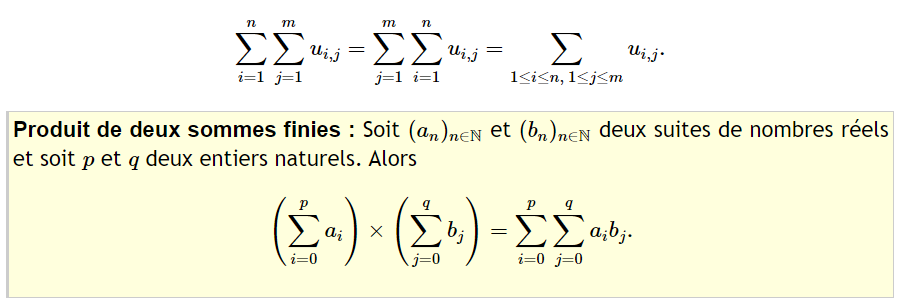 $$\sum_{i=1}^{n}\sum_{j=1}^{m} u_{i,j} = \sum_{j=1}^{m}\sum_{i=1}^{n} u_{i,j} = \sum_{1\leq i\leq n,\,1\leq j\leq m} u_{i,j}.$$
Produit de deux sommes finies : Soit $(a_n)_{n\in\mathbb{N}}$ et $(b_n)_{n\in\mathbb{N}}$ deux suites de nombres réels
et soit $p$ et $q$ deux entiers naturels. Alors
$$\left(\sum_{i=0}^{p} a_i\right) \times \left(\sum_{j=0}^{q} b_j\right) = \sum_{i=0}^{p}\sum_{j=0}^{q} a_i b_j.$$